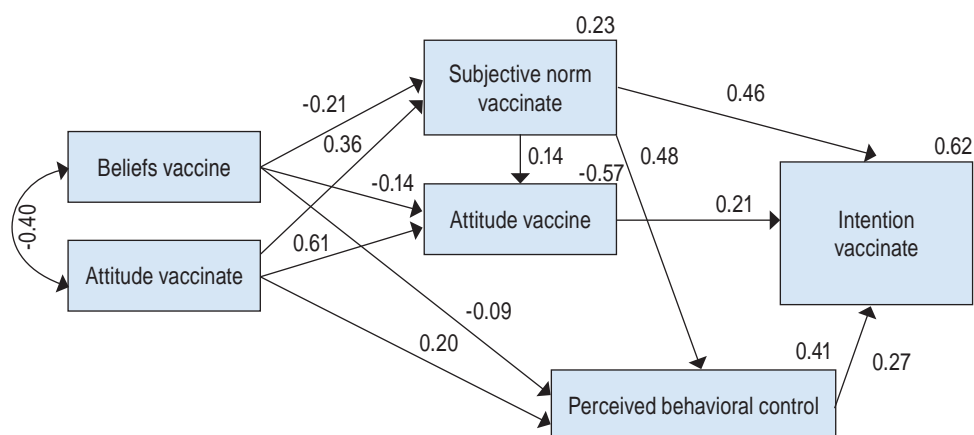 0.23
Subjective norm
vaccinate
-0.21
0.46
0.36
Beliefs vaccine
0.14
0.48
0.62
-0.14
-0.57
Attitude vaccine
0.21
Intention
vaccinate
-0.40
0.61
Attitude vaccinate
-0.09
0.20
0.41
0.27
Perceived behavioral control